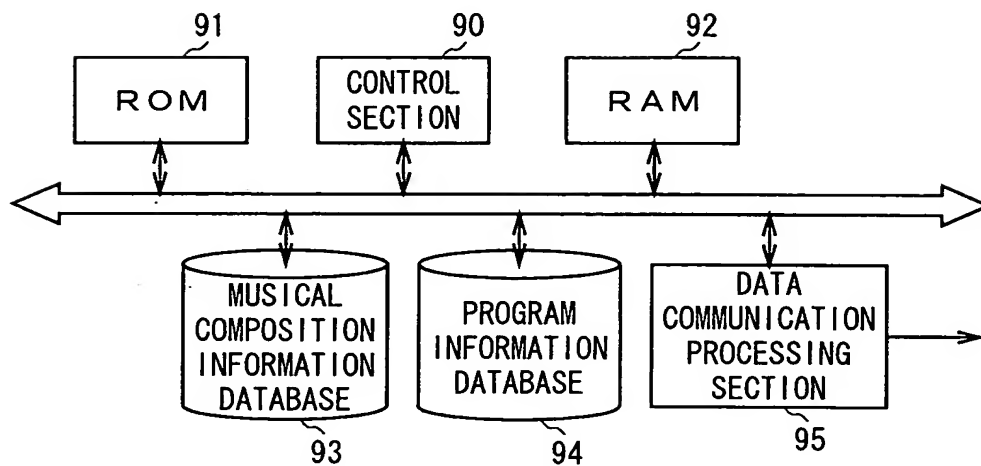 91
90
92
ROM
CONTROL
SECTION
RAM
MUSICAL
COMPOSITION
INFORMATION
DATABASE
PROGRAM
INFORMATION
DATABASE
DATA
COMMUNICATION
PROCESSING
SECTION
93
94
95